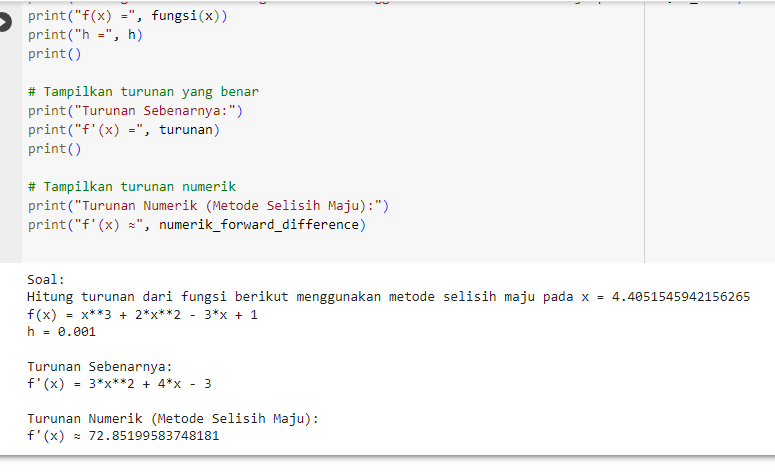 print("f(x) =", fungsi(x))
print("h =", h)
print()
# Tampilkan turunan yang benar
print("Turunan Sebenarnya:")
print("f'(x) =", turunan)
print()
# Tampilkan turunan numerik
print("Turunan Numerik (Metode Selisih Maju):")
print("f'(x) ≈", numerik_forward_difference)
Soal:
Hitung turunan dari fungsi berikut menggunakan metode selisih maju pada x = 4.4051545942156265
f(x) = x**3 + 2*x**2 - 3*x + 1
h = 0.001
Turunan Sebenarnya:
f'(x) = 3*x**2 + 4*x - 3
Turunan Numerik (Metode Selisih Maju):
f'(x) ≈ 72.85199583748181